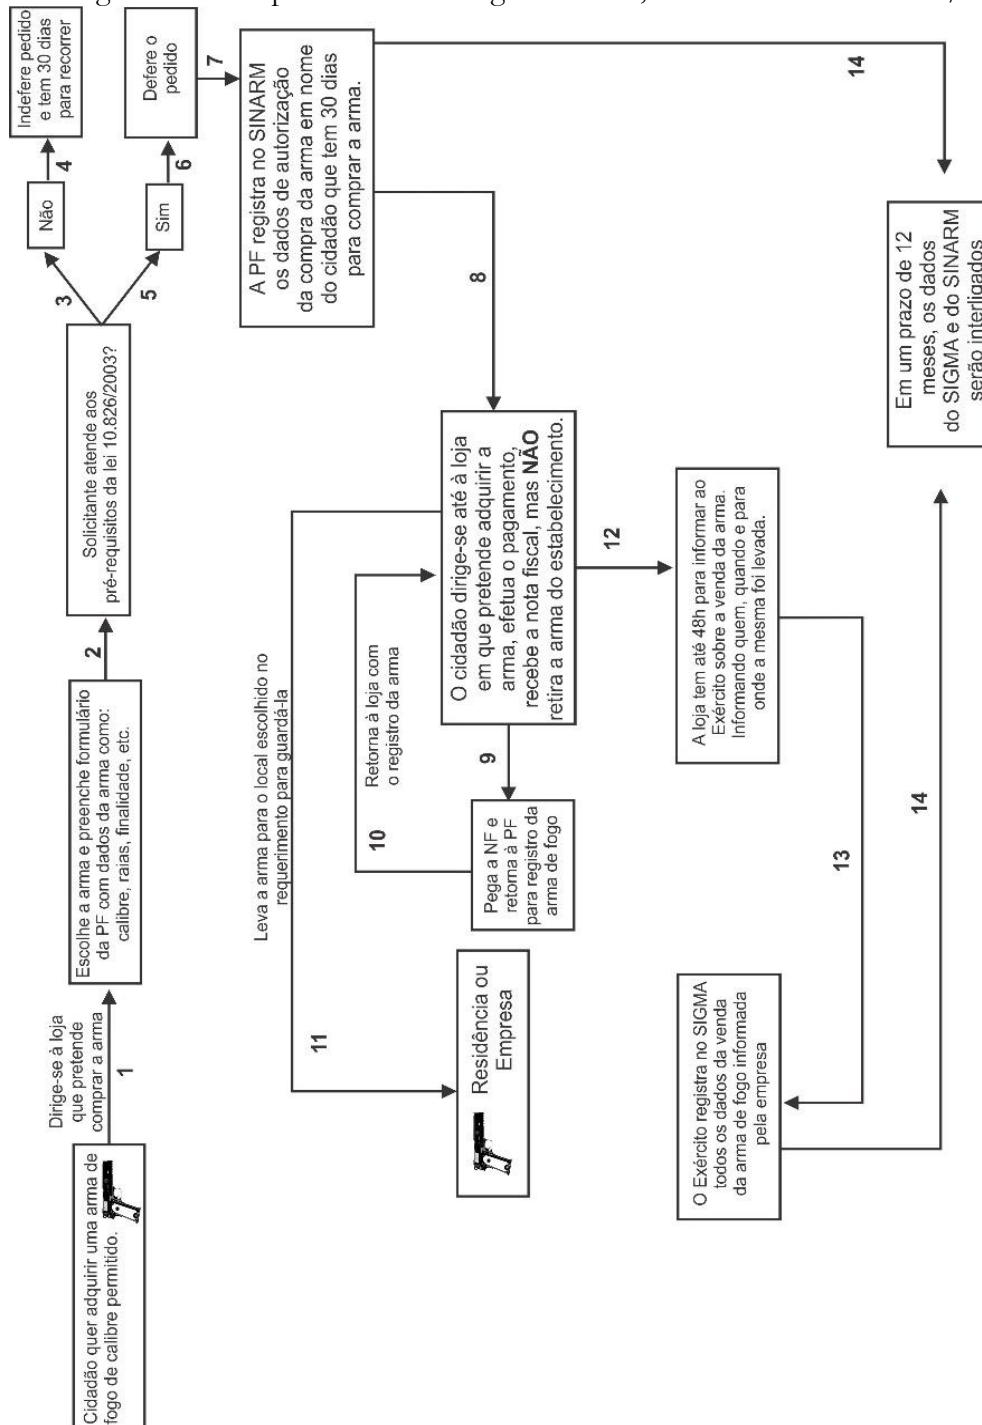 Cidadão quer adquirir uma arma de
fogo de calibre permitido.
Dirige-se à loja
que pretende
comprar a arma
1
Escolhe a arma e preenche formulário
da PF com dados da arma como:
calibre, raias, finalidade, etc.
2
Solicitante atende aos
pré-requisitos da lei 10.826/2003?
3
Não
4
Indefere pedido
e tem 30 dias
para recorrer
5
Sim
6
Defere o
pedido
7
A PF registra no SINARM
os dados de autorização
da compra da arma em nome
do cidadão que tem 30 dias
para comprar a arma.
8
O cidadão dirige-se até à loja
em que pretende adquirir a
arma, efetua o pagamento,
recebe a nota fiscal, mas NÃO
retira a arma do estabelecimento.
9
Pega a NF e
retorna à PF
para registro da
arma de fogo
10
Retorna à loja com
o registro da arma
Leva a arma para o local escolhido no
requerimento para guardá-la
11
Residência ou
Empresa
12
A loja tem até 48h para informar ao
Exército sobre a venda da arma.
Informando quem, quando e para
onde a mesma foi levada.
13
O Exército registra no SIGMA
todos os dados da venda
da arma de fogo informada
pela empresa
14
14
Em um prazo de 12
meses, os dados
do SIGMA e do SINARM
serão interligados